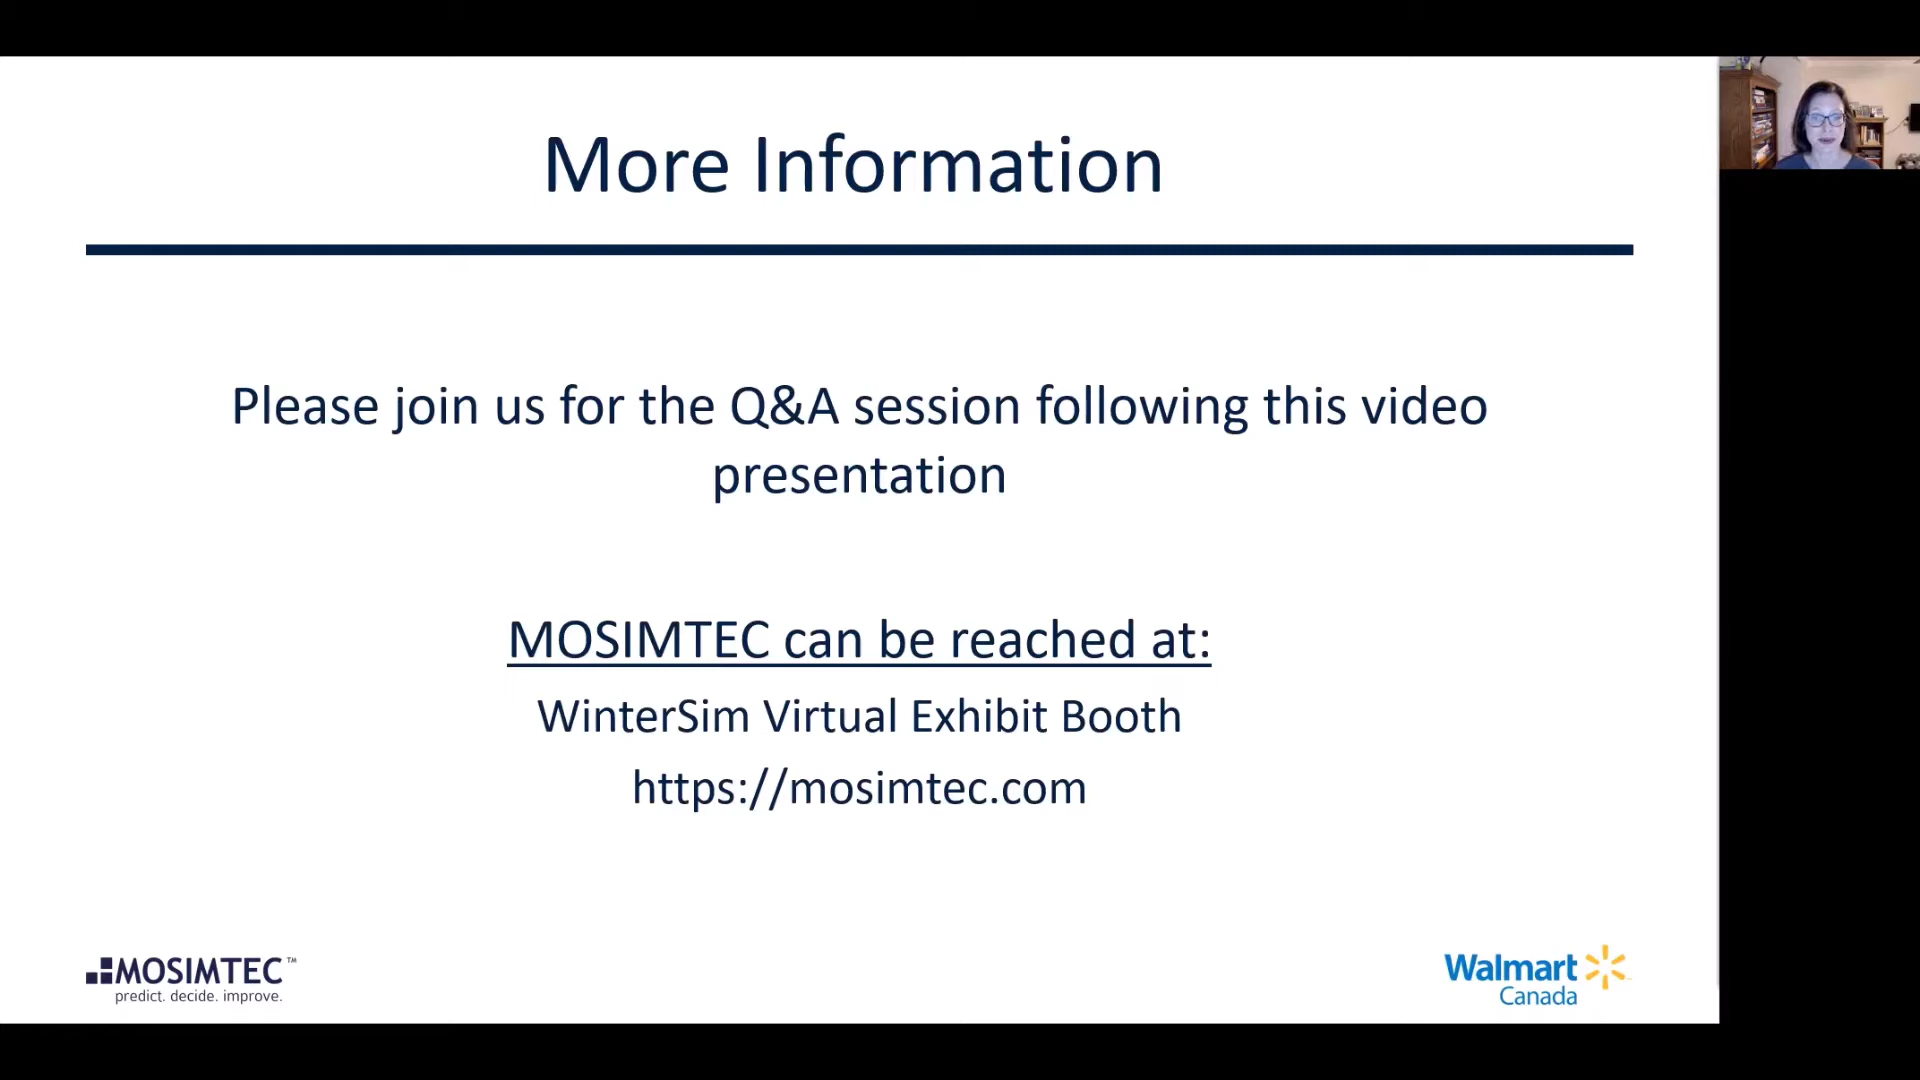 More Information
Please join us for the Q&A session following this video
presentation
MOSIMTEC can be reached at:
WinterSim Virtual Exhibit Booth
https://mosimtec.com
MOSIMTEC™
predict. decide. improve.
Walmart
Canada